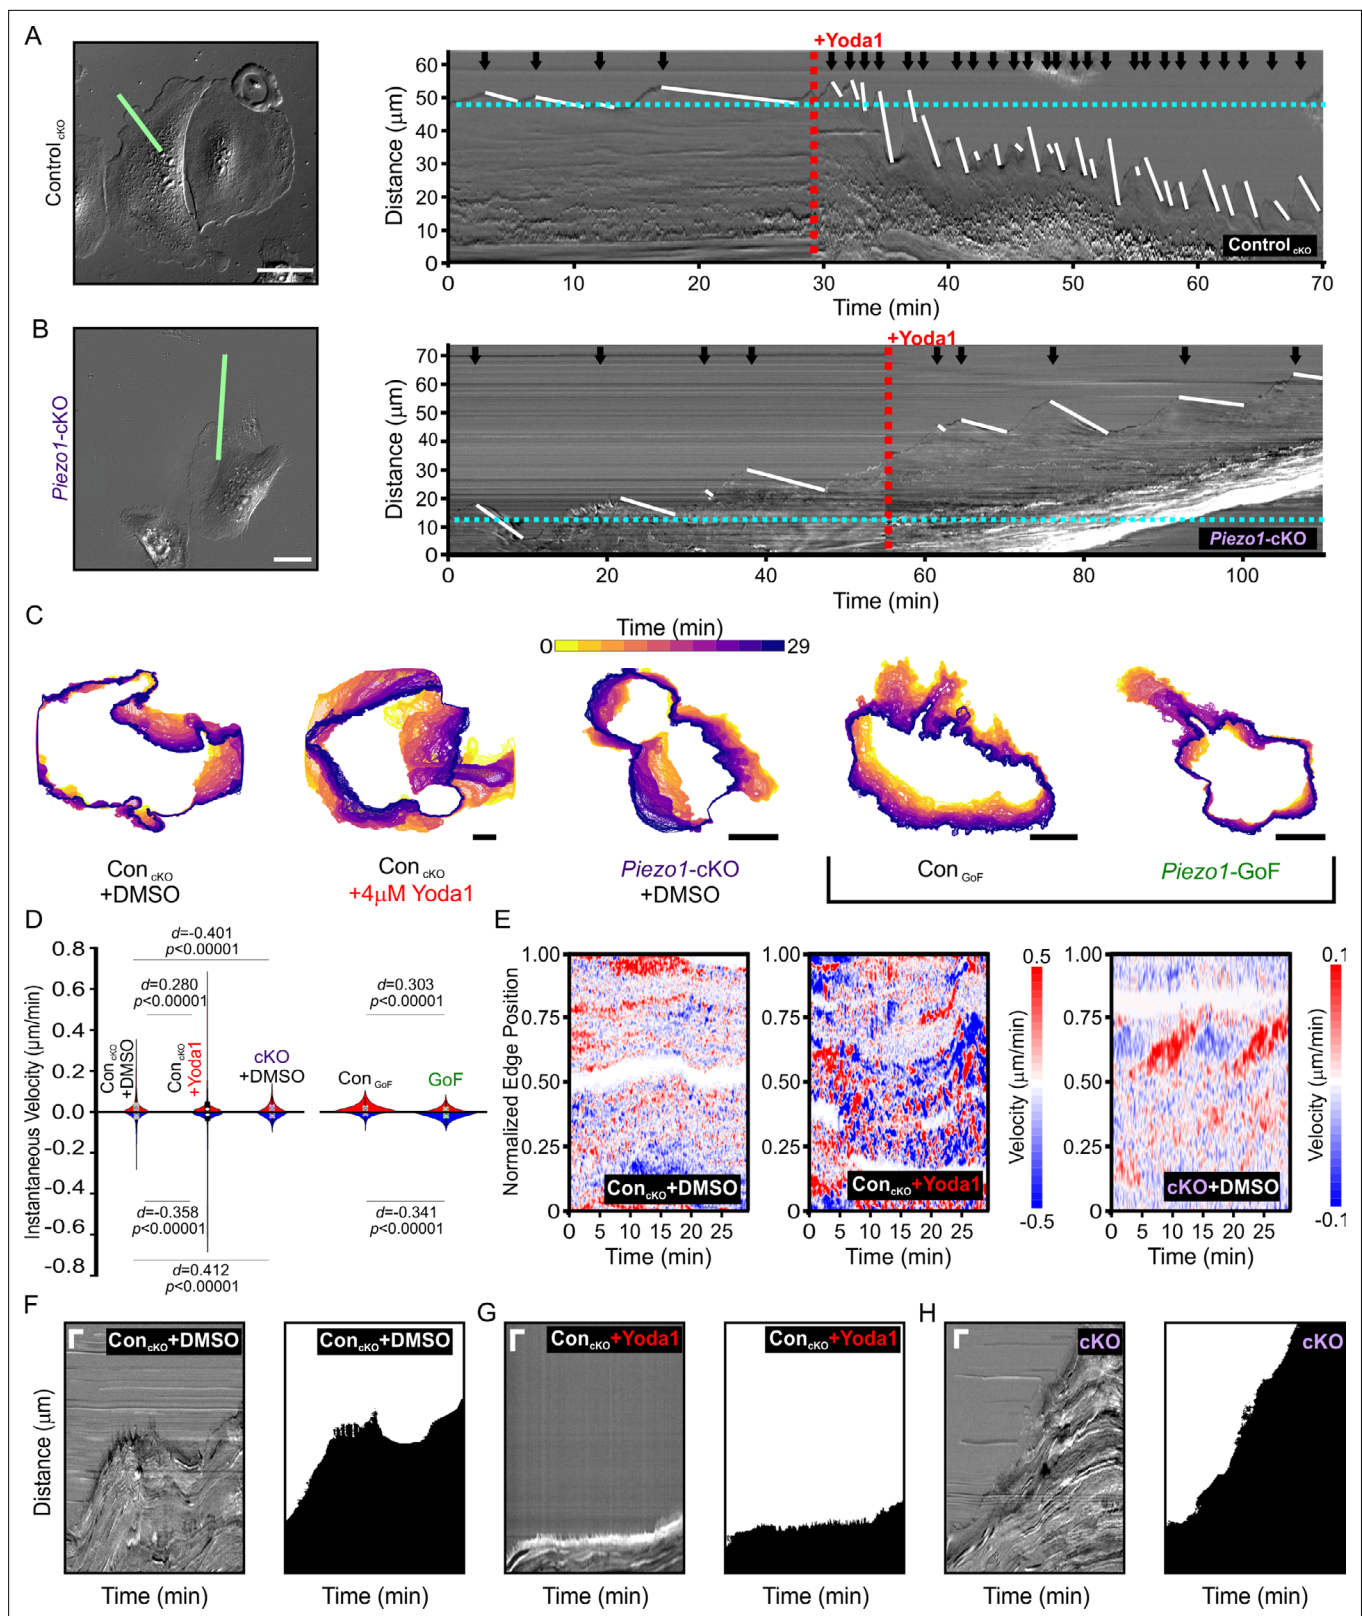 A
Control cKO
+Yoda1
Distance (μm)
60
50
40
30
20
10
0
Control cKO
0 10 20 30 40 50 60 70
Time (min)
B
Piezo1-cKO
+Yoda1
Distance (μm)
70
60
50
40
30
20
10
0
Piezo1-cKO
0 20 40 60 80 100
Time (min)
C
Time (min)
0 29
Con cKO
+DMSO
Con cKO
+4μM Yoda1
Piezo1-cKO
+DMSO
Con GoF
Piezo1-GoF
D
Instantaneous Velocity (μm/min)
0.8
0.6
0.4
0.2
0.0
-0.2
-0.4
-0.6
-0.8
d=-0.401
p<0.00001
d=0.280
p<0.00001
d=0.303
p<0.00001
Con cKO
+DMSO
Con cKO
+Yoda1
cKO
+DMSO
Con GoF
GoF
d=-0.358
p<0.00001
d=0.412
p<0.00001
d=-0.341
p<0.00001
E
Normalized Edge Position
1.00
0.75
0.50
0.25
0
Con cKO+DMSO
0 5 10 15 20 25
Time (min)
1.00
0.75
0.50
0.25
0
Con cKO+Yoda1
0 5 10 15 20 25
Time (min)
0.5
Velocity (μm/min)
-0.5
1.00
0.75
0.50
0.25
0
cKO+DMSO
0 5 10 15 20 25
Time (min)
0.1
Velocity (μm/min)
-0.1
F
Distance (μm)
Con cKO+DMSO
Time (min)
Con cKO+DMSO
Time (min)
G
Con cKO+Yoda1
Time (min)
Con cKO+Yoda1
Time (min)
H
cKO
Time (min)
cKO
Time (min)